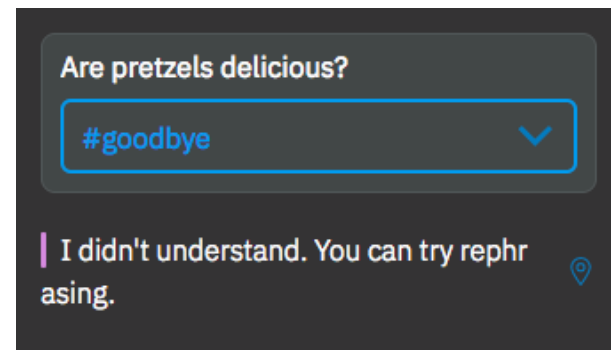 Are pretzels delicious?
#goodbye
I didn't understand. You can try rephr
asing.